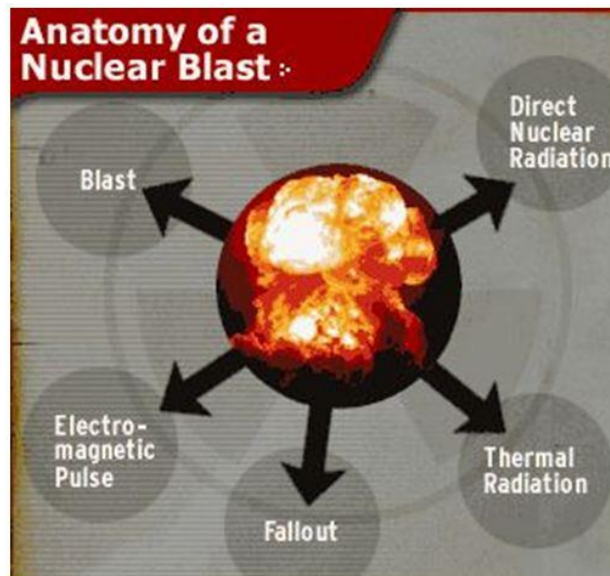 Anatomy of a
Nuclear Blast :·
Direct
Nuclear
Radiation
Blast
Electro-
magnetic
Pulse
Thermal
Radiation
Fallout